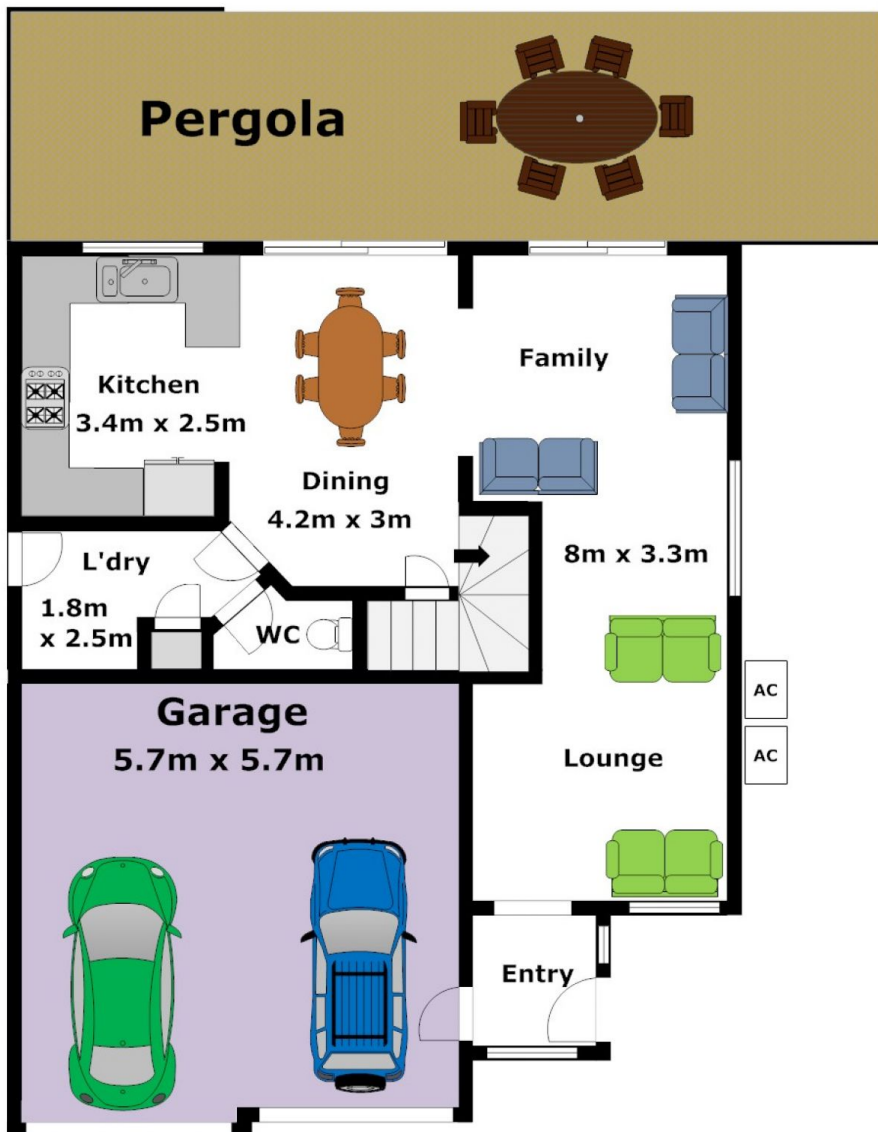 Pergola
Kitchen
3.4m x 2.5m
Family
Dining
4.2m x 3m
8m x 3.3m
L'dry
1.8m
x 2.5m
WC
Garage
5.7m x 5.7m
Lounge
AC
AC
Entry